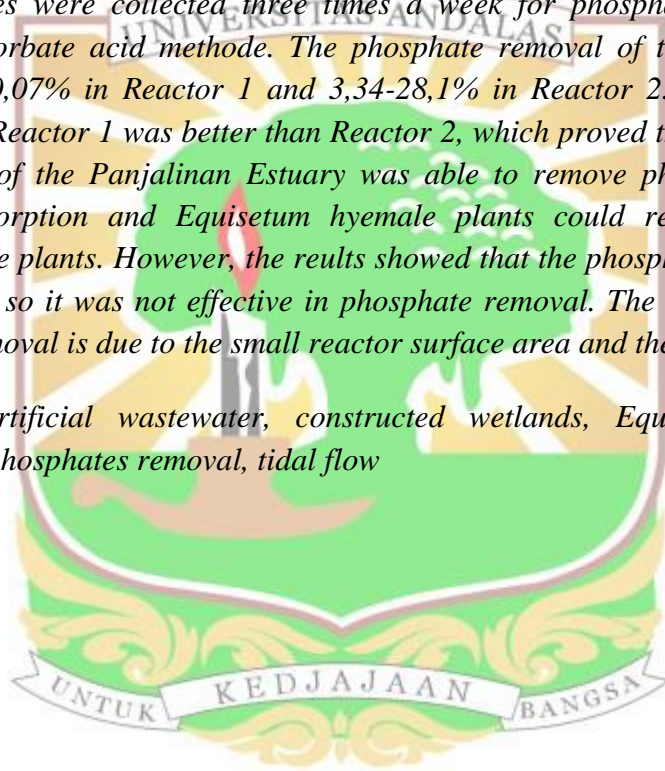 es were collected three times a week for phospha
UNIVERSITAS ANDALAS
orbate acid methode. The phosphate removal of t
0,07% in Reactor 1 and 3,34-28,1% in Reactor 2.
Reactor 1 was better than Reactor 2, which proved t
of the Panjalinan Estuary was able to remove ph
orption and Equisetum hyemale plants could re
e plants. However, the reults showed that the phosph
so it was not effective in phosphate removal. The
noval is due to the small reactor surface area and the
rtificial wastewater, constructed wetlands, Equ
phosphates removal, tidal flow
UNTUK KEDJAJAAN BANGSA